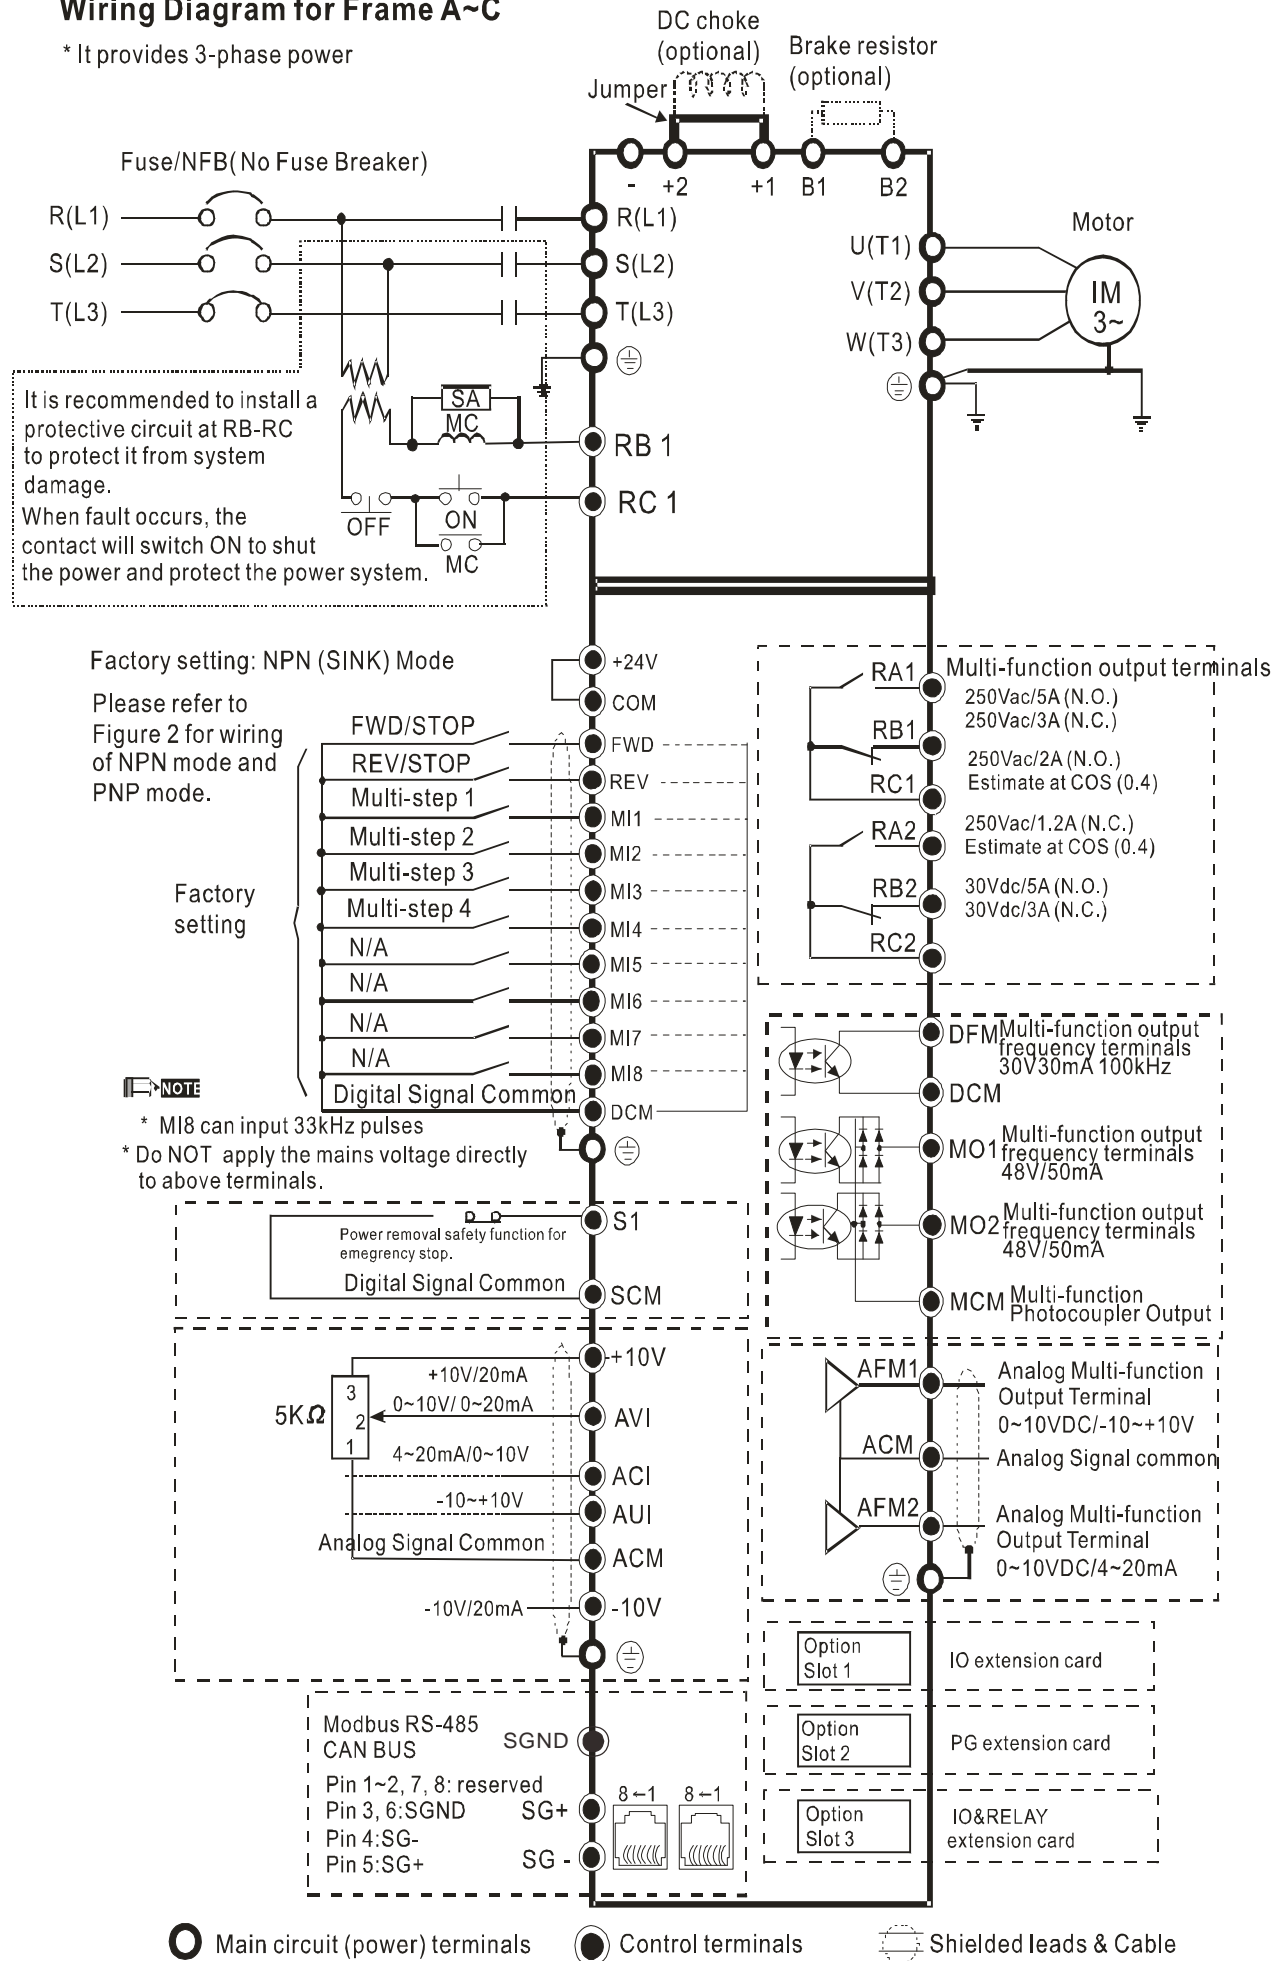 Wiring Diagram for Frame A~C
* It provides 3-phase power
DC choke
(optional)
Brake resistor
(optional)
Jumper
Fuse/NFB(No Fuse Breaker)
- +2 +1 B1 B2
R(L1)
R(L1)
S(L2)
S(L2)
T(L3)
T(L3)
U(T1)
V(T2)
W(T3)
Motor
IM
3~
It is recommended to install a
protective circuit at RB-RC
to protect it from system
damage.
When fault occurs, the
contact will switch ON to shut
the power and protect the power system.
SA
MC
RB 1
OFF
ON
MC
RC 1
Factory setting: NPN (SINK) Mode
Please refer to
Figure 2 for wiring
of NPN mode and
PNP mode.
Factory
setting
+24V
COM
FWD/STOP
FWD
REV/STOP
REV
Multi-step 1
MI1
Multi-step 2
MI2
Multi-step 3
MI3
Multi-step 4
MI4
N/A
MI5
N/A
MI6
N/A
MI7
N/A
MI8
Digital Signal Common
DCM
NOTE
* MI8 can input 33kHz pulses
* Do NOT apply the mains voltage directly
to above terminals.
S1
Power removal safety function for
emegrency stop.
Digital Signal Common
SCM
+10V
+10V/20mA
5KΩ
3
2
1
0~10V/ 0~20mA
AVI
4~20mA/0~10V
ACI
-10~+10V
AUI
Analog Signal Common
ACM
-10V/20mA
-10V
Modbus RS-485
CAN BUS
SGND
Pin 1~2, 7, 8: reserved
Pin 3, 6:SGND
Pin 4:SG-
Pin 5:SG+
SG+
SG -
8←1
8←1
RA1
RB1
RC1
RA2
RB2
RC2
Multi-function output terminals
250Vac/5A (N.O.)
250Vac/3A (N.C.)
250Vac/2A (N.O.)
Estimate at COS (0.4)
250Vac/1.2A (N.C.)
Estimate at COS (0.4)
30Vdc/5A (N.O.)
30Vdc/3A (N.C.)
DFM
Multi-function output
frequency terminals
30V30mA 100kHz
DCM
MO1
Multi-function output
frequency terminals
48V/50mA
MO2
Multi-function output
frequency terminals
48V/50mA
MCM
Multi-function
Photocoupler Output
AFM1
Analog Multi-function
Output Terminal
0~10VDC/-10~+10V
ACM
Analog Signal common
AFM2
Analog Multi-function
Output Terminal
0~10VDC/4~20mA
Option
Slot 1
IO extension card
Option
Slot 2
PG extension card
Option
Slot 3
IO&RELAY
extension card
Main circuit (power) terminals
Control terminals
Shielded leads & Cable